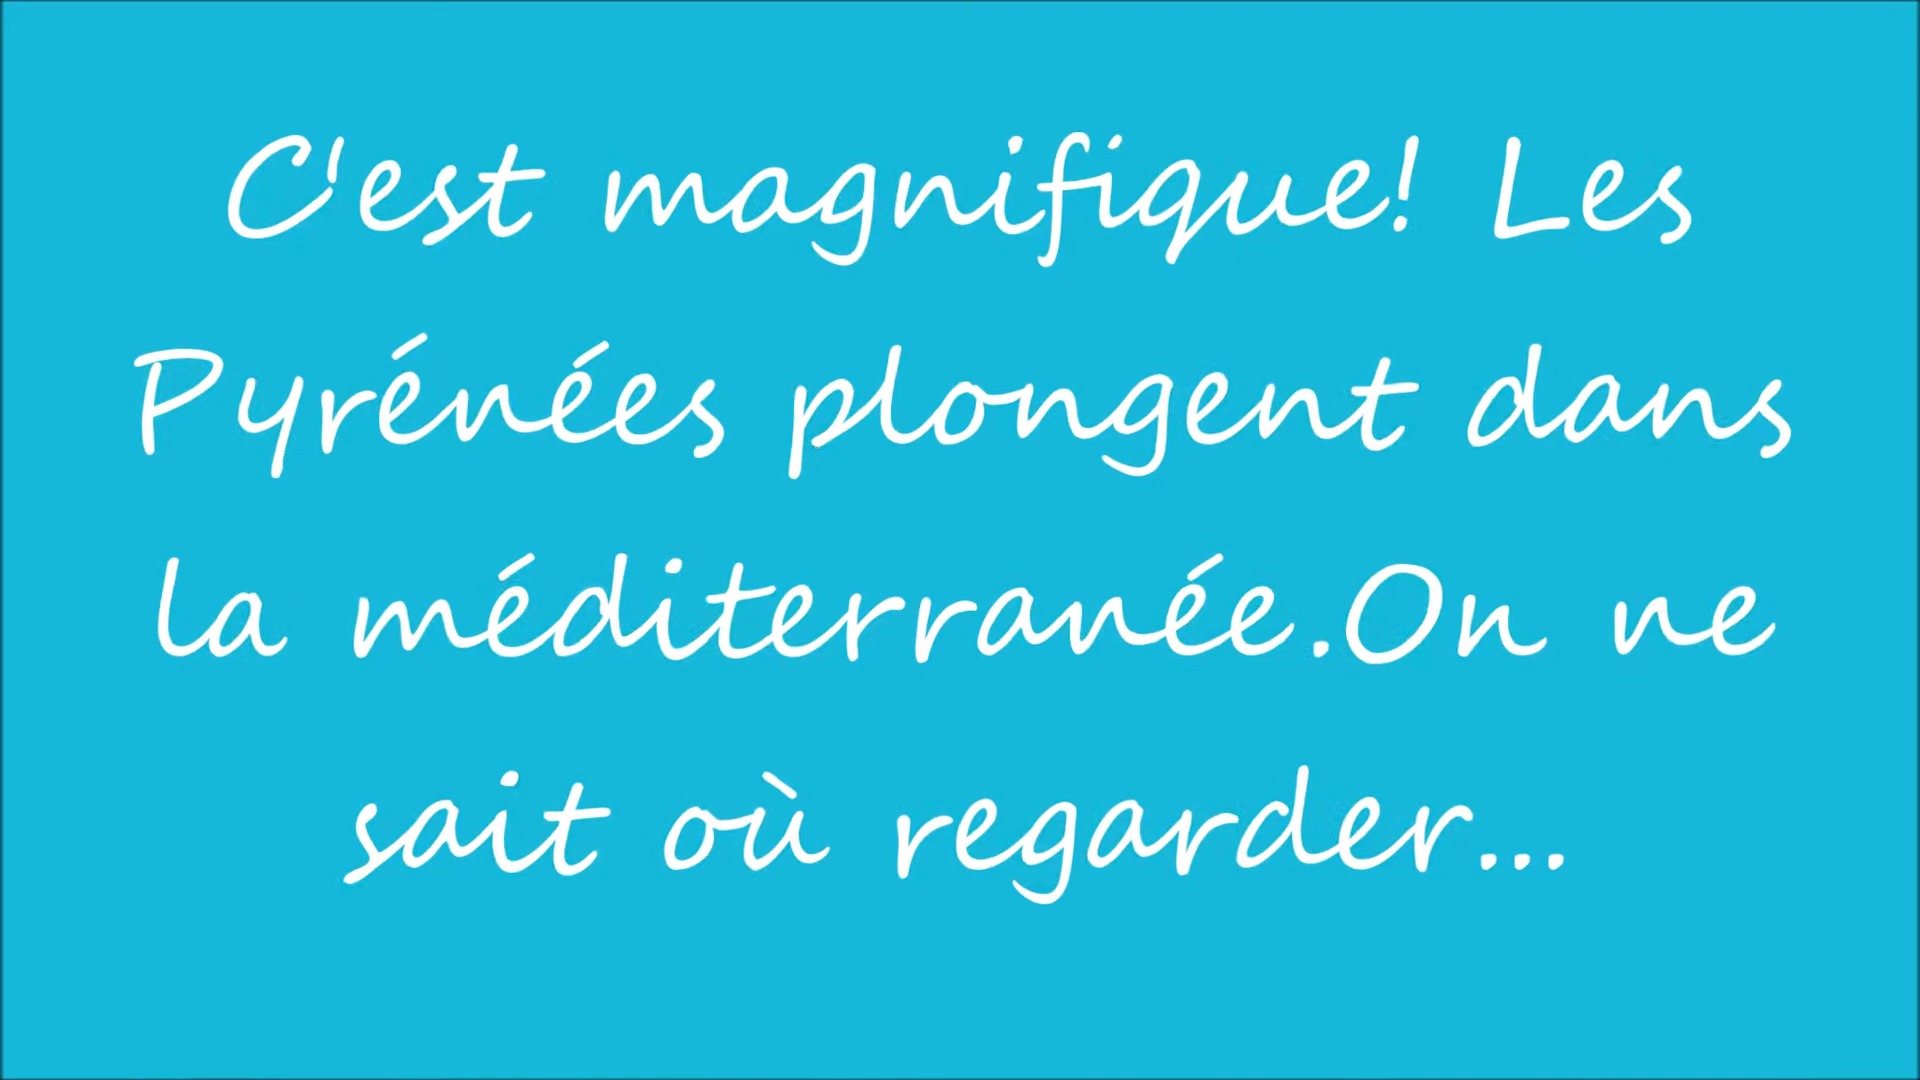 C'est magnifique! Les
Pyrénées plongent dans
la méditerranée.On ne
sait où regarder...